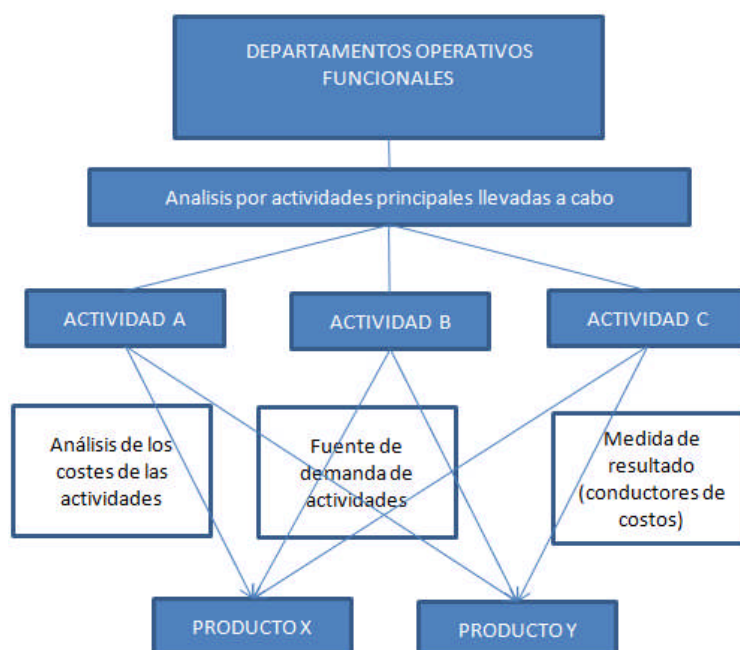 DEPARTAMENTOS OPERATIVOS
FUNCIONALES
Analisis por actividades principales llevadas a cabo
ACTIVIDAD A
ACTIVIDAD B
ACTIVIDAD C
Análisis de los
costes de las
actividades
Fuente de
demanda de
actividades
Medida de
resultado
(conductores de
costos)
PRODUCTO X
PRODUCTO Y